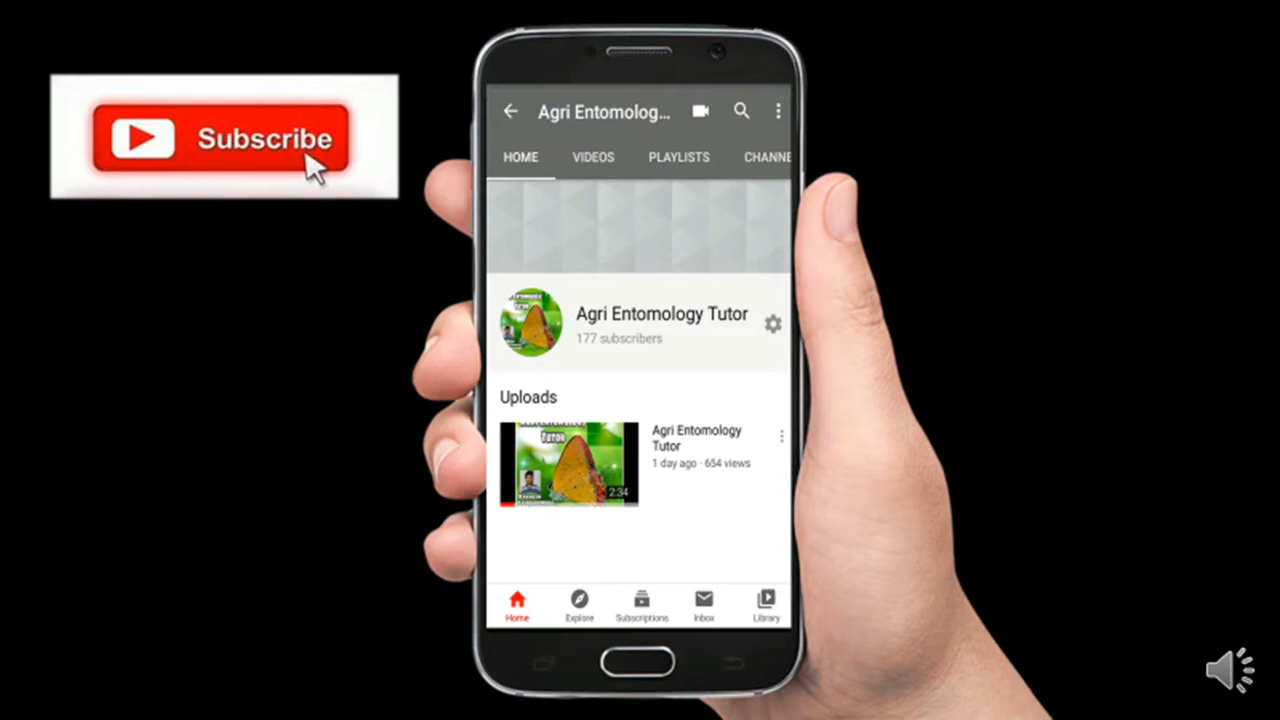 Subscribe
Agri Entomolog...
HOME VIDEOS PLAYLISTS CHANNE
Agri Entomology Tutor
177 subscribers
Uploads
TUTOR
2:34
Agri Entomology
Tutor
1 day ago · 654 views
Home Explore Subscriptions Inbox Library